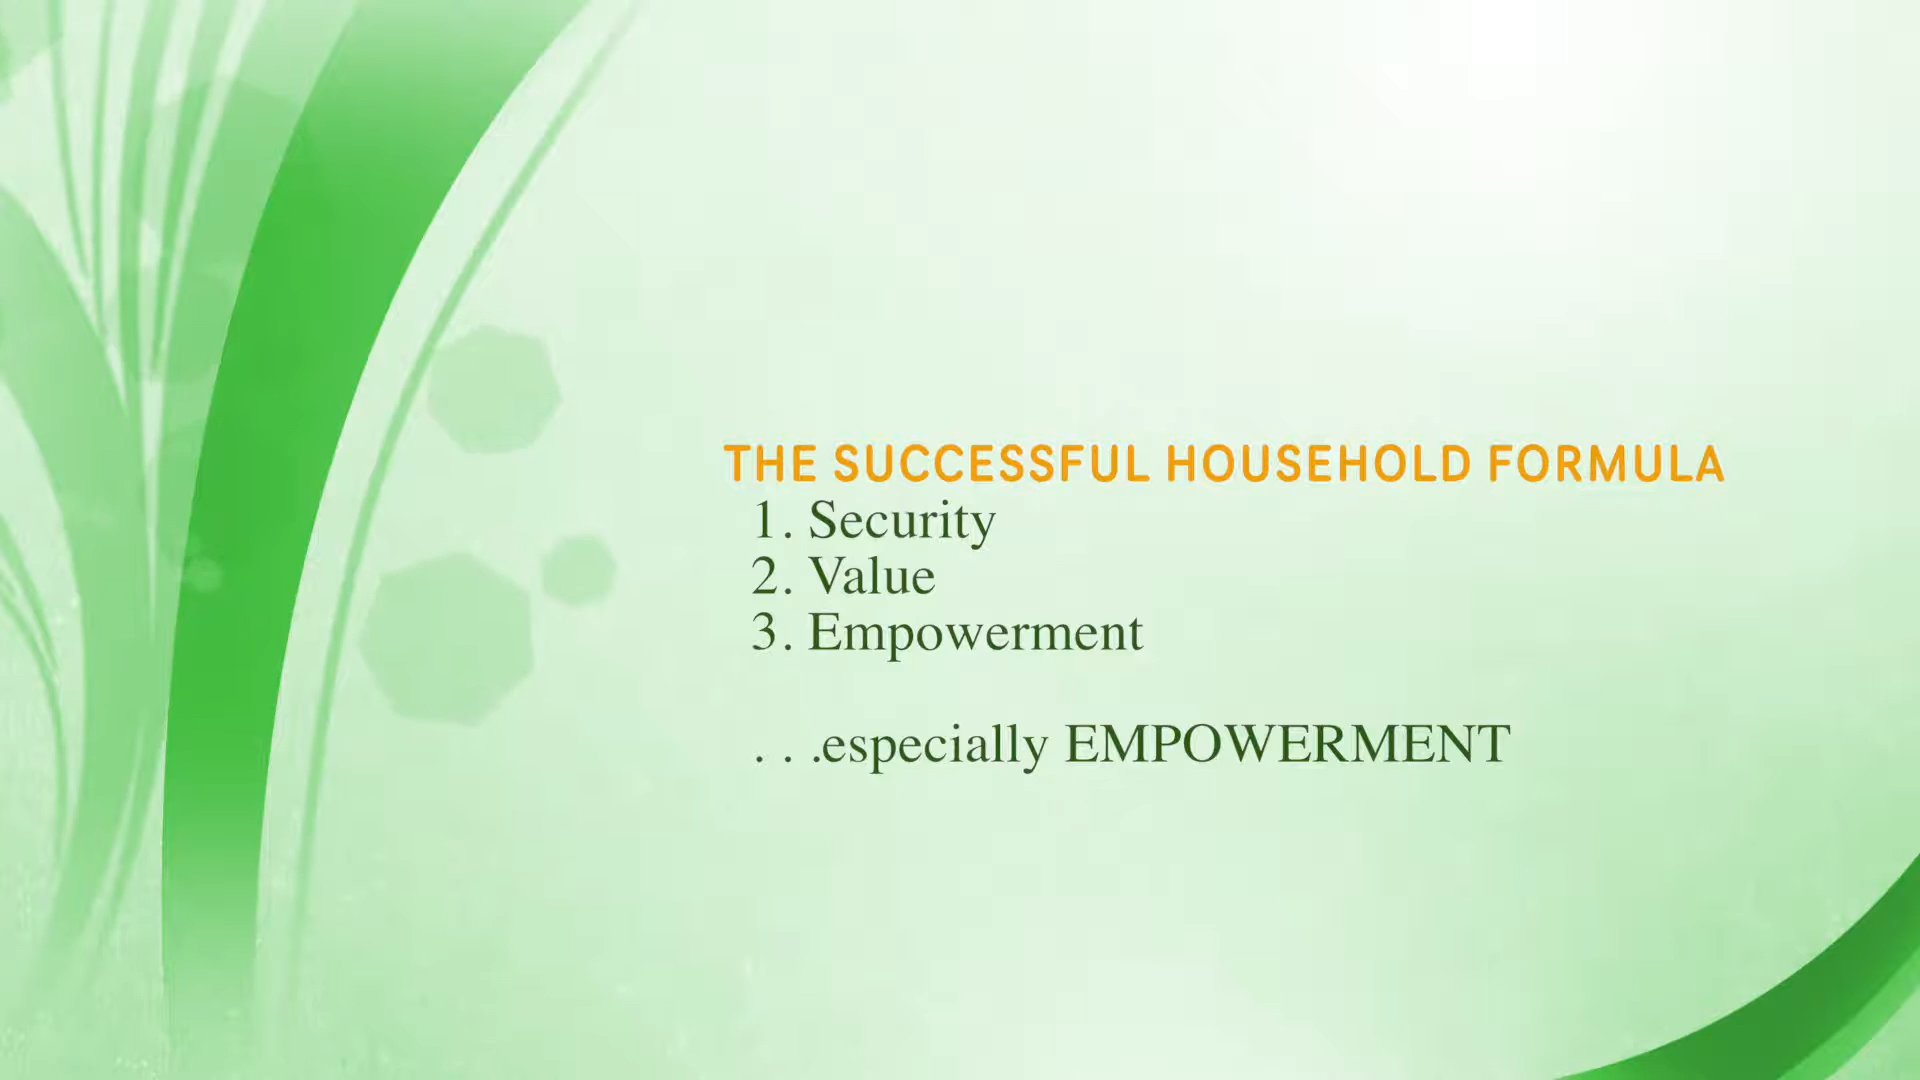 THE SUCCESSFUL HOUSEHOLD FORMULA
1. Security
2. Value
3. Empowerment
. . .especially EMPOWERMENT